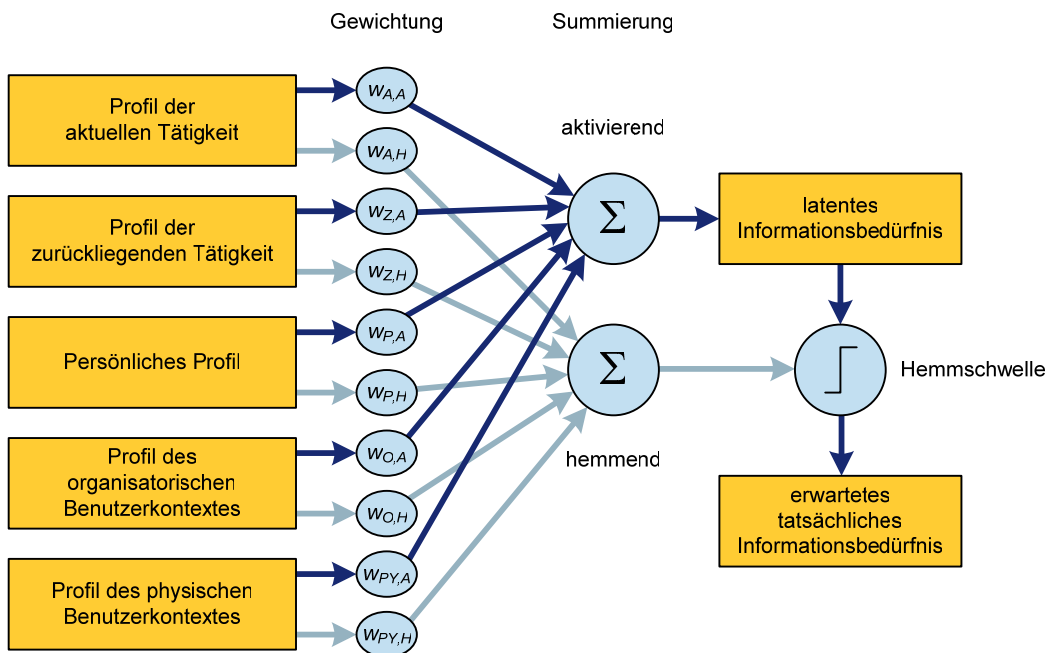 Gewichtung
Summierung
Profil der
aktuellen Tätigkeit
Profil der
zurückliegenden Tätigkeit
Persönliches Profil
Profil des
organisatorischen
Benutzerkontextes
Profil des physischen
Benutzerkontextes
wA,A
wA,H
wZ,A
wZ,H
wP,A
wP,H
wO,A
wO,H
wPY,A
wPY,H
aktivierend
Σ
Σ
hemmend
latentes
Informationsbedürfnis
Hemmschwelle
erwartetes
tatsächliches
Informationsbedürfnis